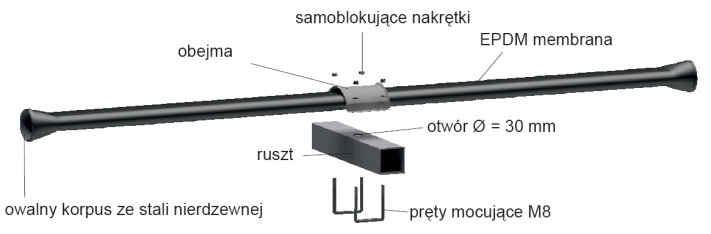 samoblokujące nakrętki
obejma
EPDM membrana
otwór Ø = 30 mm
ruszt
owalny korpus ze stali nierdzewnej
pręty mocujące M8